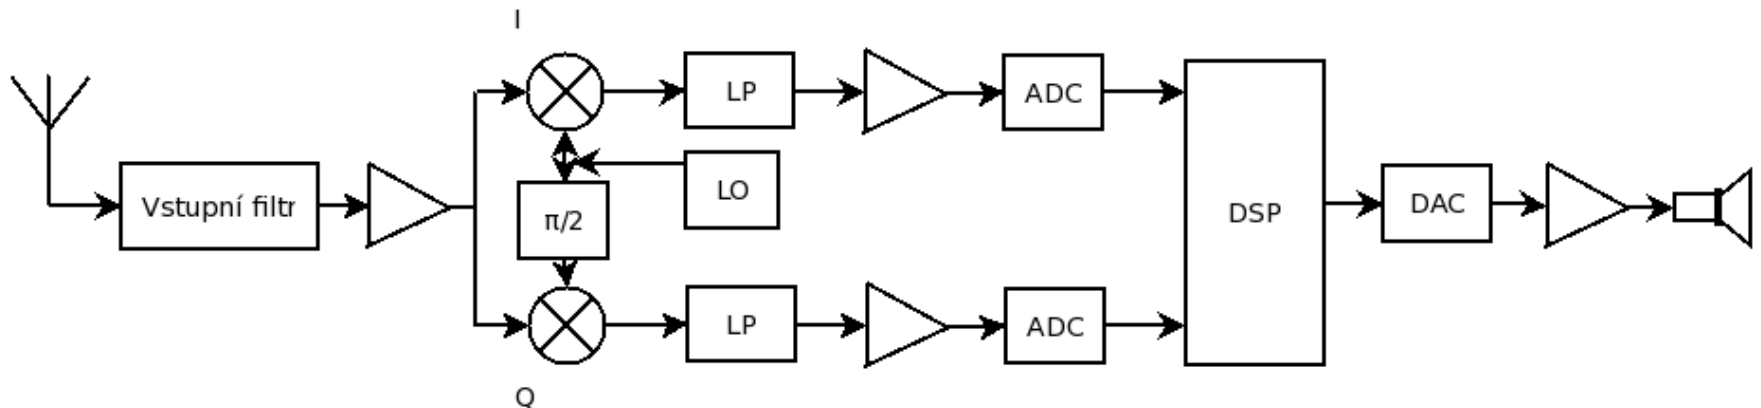 I
LP
ADC
Vstupní filtr
π/2
LO
DSP
DAC
LP
ADC
Q